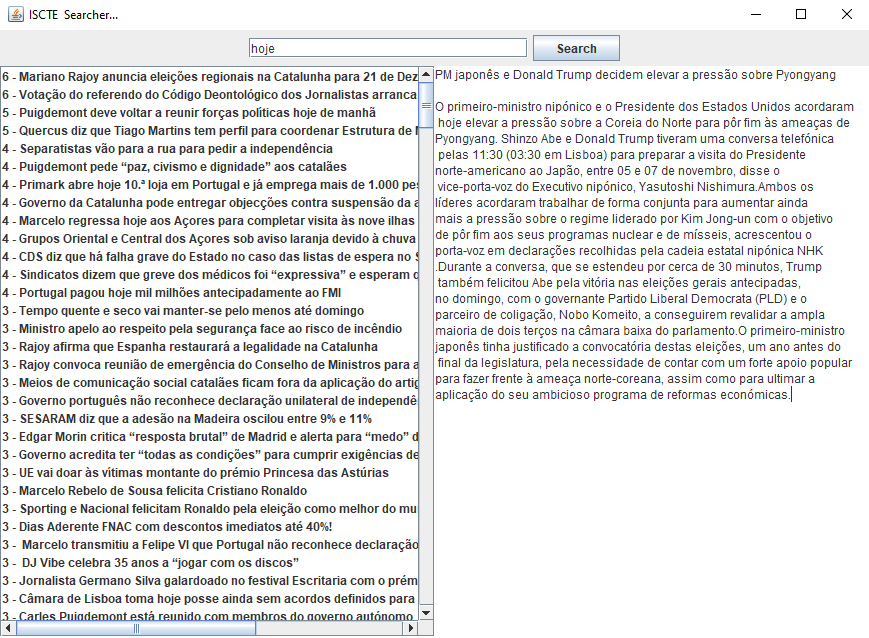 ISCTE Searcher...
hoje
Search
6 - Mariano Rajoy anuncia eleições regionais na Catalunha para 21 de Dez
6 - Votação do referendo do Código Deontológico dos Jornalistas arranca
5 - Puigdemont deve voltar a reunir forças políticas hoje de manhã
5 - Quercus diz que Tiago Martins tem perfil para coordenar Estrutura de
4 - Separatistas vão para a rua para pedir a independência
4 - Puigdemont pede “paz, civismo e dignidade” aos catalães
4 - Primark abre hoje 10.ª loja em Portugal e já emprega mais de 1.000 pes
4 - Governo da Catalunha pode entregar objecções contra suspensão da a
4 - Marcelo regressa hoje aos Açores para completar visita às nove ilhas
4 - Grupos Oriental e Central dos Açores sob aviso laranja devido à chuva
4 - CDS diz que há falha grave do Estado no caso das listas de espera no S
4 - Sindicatos dizem que greve dos médicos foi “expressiva” e esperam q
4 - Portugal pagou hoje mil milhões antecipadamente ao FMI
3 - Tempo quente e seco vai manter-se pelo menos até domingo
3 - Ministro apelo ao respeito pela segurança face ao risco de incêndio
3 - Rajoy afirma que Espanha restaurará a legalidade na Catalunha
3 - Rajoy convoca reunião de emergência do Conselho de Ministros para a
3 - Meios de comunicação social catalães ficam fora da aplicação do artig
3 - Governo português não reconhece declaração unilateral de independê
3 - SESARAM diz que a adesão na Madeira oscilou entre 9% e 11%
3 - Edgar Morin critica “resposta brutal” de Madrid e alerta para “medo” d
3 - Governo acredita ter “todas as condições” para cumprir exigências de
3 - UE vai doar às vítimas montante do prémio Princesa das Astúrias
3 - Marcelo Rebelo de Sousa felicita Cristiano Ronaldo
3 - Sporting e Nacional felicitam Ronaldo pela eleição como melhor do mu
3 - Dias Aderente FNAC com descontos imediatos até 40%!
3 - Marcelo transmitiu a Felipe VI que Portugal não reconhece declaração
3 - DJ Vibe celebra 35 anos a “jogar com os discos”
3 - Jornalista Germano Silva galardoado no festival Escritaria com o prém
3 - Câmara de Lisboa toma hoje posse ainda sem acordos definidos para
3 - Carles Puigdemont está reunido com membros do governo autónomo
PM japonês e Donald Trump decidem elevar a pressão sobre Pyongyang
O primeiro-ministro nipónico e o Presidente dos Estados Unidos acordaram
hoje elevar a pressão sobre a Coreia do Norte para pôr fim às ameaças de
Pyongyang. Shinzo Abe e Donald Trump tiveram uma conversa telefónica
pelas 11:30 (03:30 em Lisboa) para preparar a visita do Presidente
norte-americano ao Japão, entre 05 e 07 de novembro, disse o
vice-porta-voz do Executivo nipónico, Yasutoshi Nishimura.Ambos os
líderes acordaram trabalhar de forma conjunta para aumentar ainda
mais a pressão sobre o regime liderado por Kim Jong-un com o objetivo
de pôr fim aos seus programas nuclear e de mísseis, acrescentou o
porta-voz em declarações recolhidas pela cadeia estatal nipónica NHK
.Durante a conversa, que se estendeu por cerca de 30 minutos, Trump
também felicitou Abe pela vitória nas eleições gerais antecipadas,
no domingo, com o governante Partido Liberal Democrata (PLD) e o
parceiro de coligação, Nobo Komeito, a conseguirem revalidar a ampla
maioria de dois terços na câmara baixa do parlamento.O primeiro-ministro
japonês tinha justificado a convocatória destas eleições, um ano antes do
final da legislatura, pela necessidade de contar com um forte apoio popular
para fazer frente à ameaça norte-coreana, assim como para ultimar a
aplicação do seu ambicioso programa de reformas económicas.